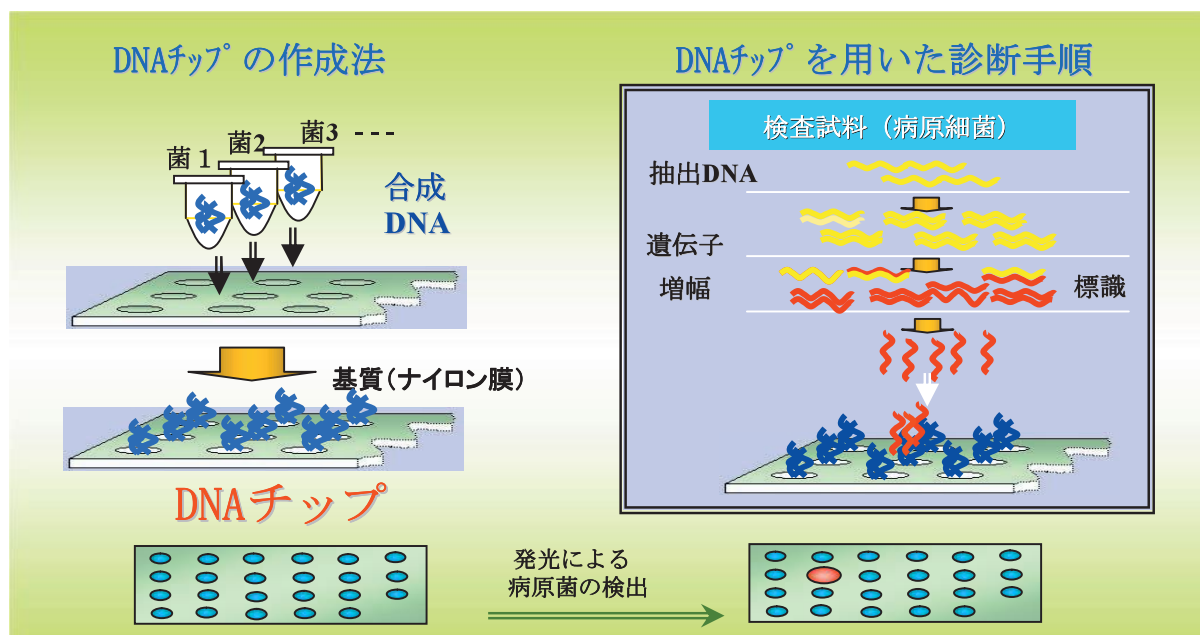 DNAチップの作成法
菌1
菌2
菌3 ---
合成
DNA
基質(ナイロン膜)
DNAチップ
DNAチップを用いた診断手順
検査試料(病原細菌)
抽出DNA
遺伝子
増幅
標識
発光による
病原菌の検出